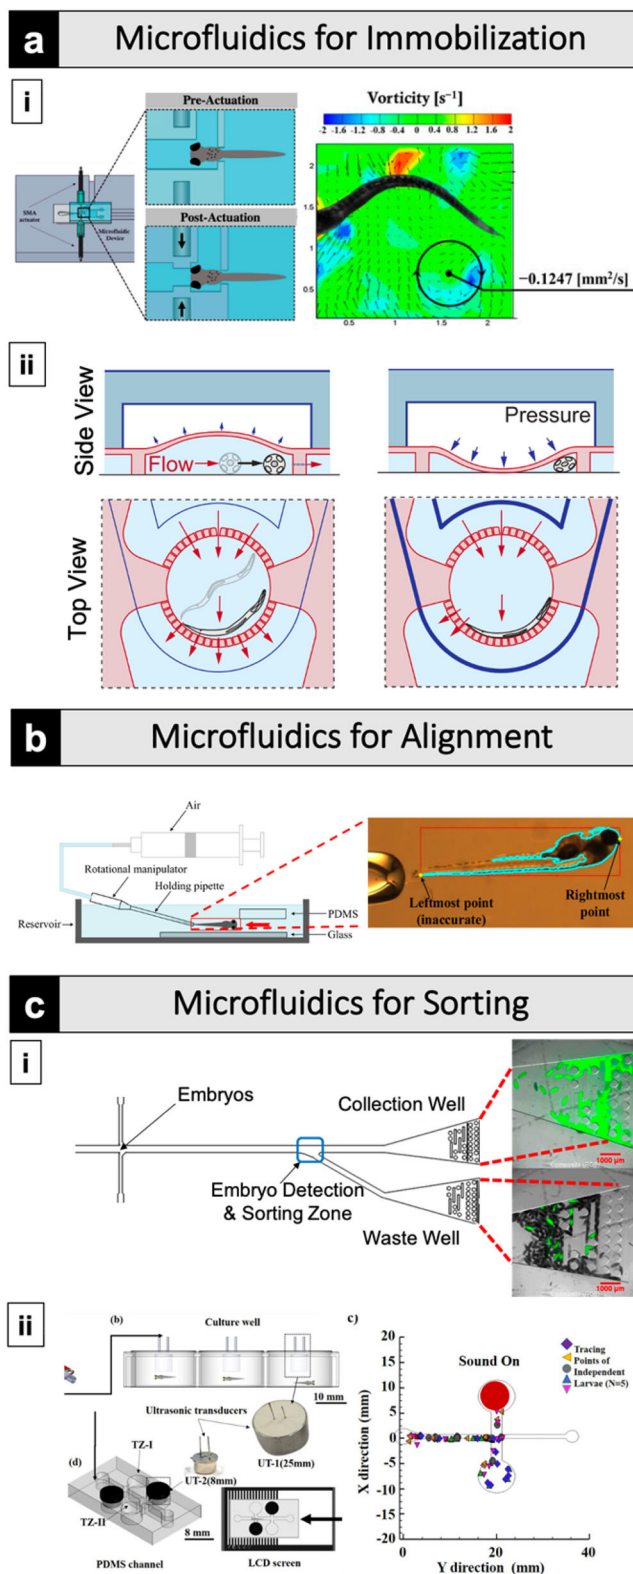 a Microfluidics for Immobilization
i
Pre-Actuation
Post-Actuation
SMA
actuator
Microfluidic
Device
Vorticity [s⁻¹]
-2 -1.6 -1.2 -0.8 -0.4 0 0.4 0.8 1.2 1.6 2
2
1.5
1
0.5
0.5 1 1.5 2
−0.1247 [mm²/s]
ii
Side View
Flow
Pressure
Top View
b Microfluidics for Alignment
Air
Rotational manipulator
Holding pipette
Reservoir
PDMS
Glass
Leftmost point
(inaccurate)
Rightmost
point
c Microfluidics for Sorting
i
Embryos
Collection Well
Embryo Detection
& Sorting Zone
Waste Well
1000 µm
1000 µm
ii
(b)
Culture well
10 mm
Ultrasonic transducers
UT-1(25mm)
UT-2(8mm)
(d)
TZ-I
TZ-II
8 mm
PDMS channel
LCD screen
c)
Sound On
Tracing
Points of
Independent
Larvae (N=5)
X direction (mm)
20
15
10
5
0
-5
-10
-15
-20
0 20 40
Y direction (mm)